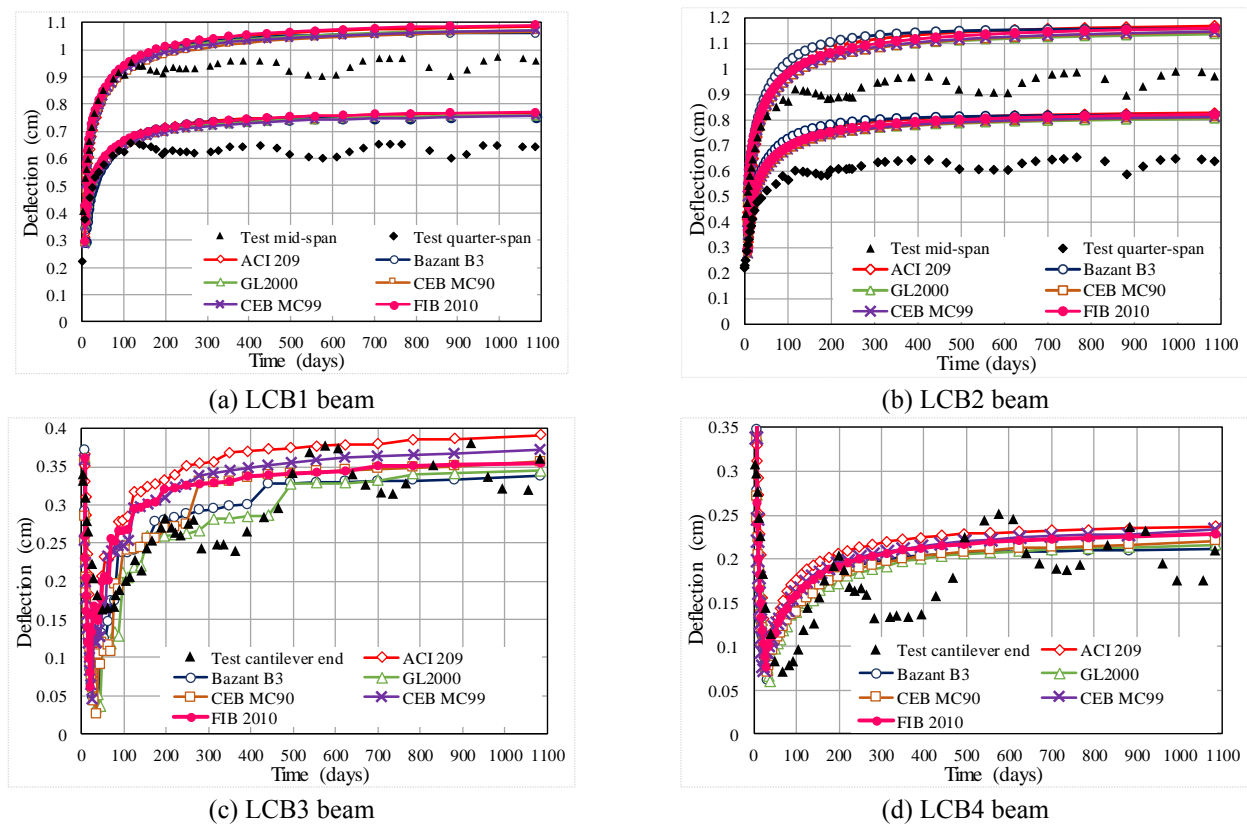 1.1
1
0.9
0.8
0.7
0.6
0.5
0.4
0.3
0.2
0.1
0
Deflection (cm)
Test mid-span
Test quarter-span
ACI 209
Bazant B3
GL2000
CEB MC90
CEB MC99
FIB 2010
0 100 200 300 400 500 600 700 800 900 1000 1100
Time (days)
(a) LCB1 beam
1.2
1.1
1
0.9
0.8
0.7
0.6
0.5
0.4
0.3
0.2
0.1
0
Deflection (cm)
Test mid-span
Test quarter-span
ACI 209
Bazant B3
GL2000
CEB MC90
CEB MC99
FIB 2010
0 100 200 300 400 500 600 700 800 900 1000 1100
Time (days)
(b) LCB2 beam
0.4
0.35
0.3
0.25
0.2
0.15
0.1
0.05
0
Deflection (cm)
Test cantilever end
ACI 209
Bazant B3
GL2000
CEB MC90
CEB MC99
FIB 2010
0 100 200 300 400 500 600 700 800 900 1000 1100
Time (days)
(c) LCB3 beam
0.35
0.3
0.25
0.2
0.15
0.1
0.05
0
Deflection (cm)
Test cantilever end
ACI 209
Bazant B3
GL2000
CEB MC90
CEB MC99
FIB 2010
0 100 200 300 400 500 600 700 800 900 1000 1100
Time (days)
(d) LCB4 beam